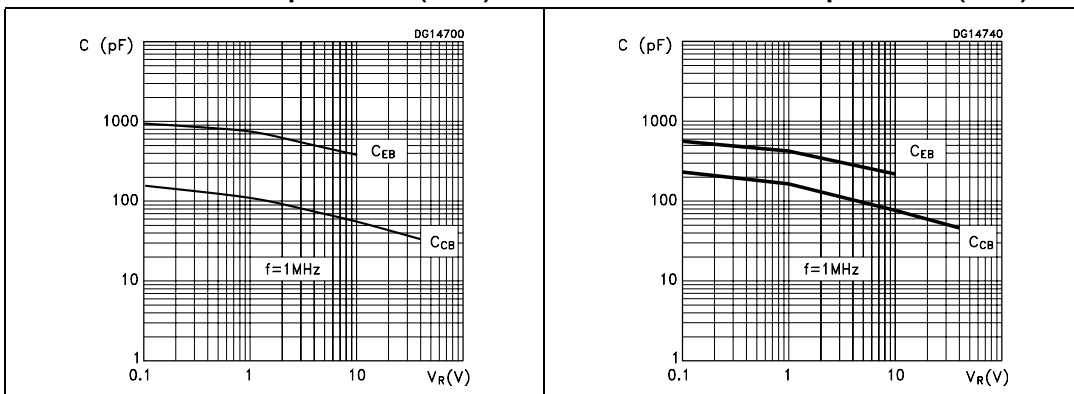 DG14700
C (pF)
1000
C_EB
100
C_CB
f=1MHz
10
1
0.1 1 10 V_R(V)
DG14740
C (pF)
1000
C_EB
100
C_CB
f=1MHz
10
1
0.1 1 10 V_R(V)